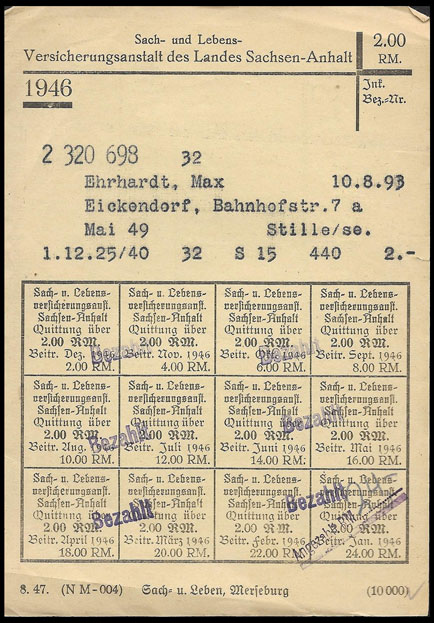 Sach- und Lebens-
Versicherungsanstalt des Landes Sachsen-Anhalt
2.00
RM.
1946
Ink.
Bez.-Nr.
2 320 698 32
Ehrhardt, Max 10.8.93
Eickendorf, Bahnhofstr.7 a
Mai 49 Stille/se.
1.12.25/40 32 S 15 440 2.-
Sach- u. Lebens-
versicherungsanst.
Sachsen-Anhalt
Quittung über
2.00 RM.
Beitr. Dez. 1946
2.00 RM.
Sach- u. Lebens-
versicherungsanst.
Sachsen-Anhalt
Quittung über
2.00 RM.
Beitr. Nov. 1946
4.00 RM.
Sach- u. Lebens-
versicherungsanst.
Sachsen-Anhalt
Quittung über
2.00 RM.
Beitr. Okt. 1946
6.00 RM.
Sach- u. Lebens-
versicherungsanst.
Sachsen-Anhalt
Quittung über
2.00 RM.
Beitr. Sept. 1946
8.00 RM.
Bezahlt
Bezahlt
Sach- u. Lebens-
versicherungsanst.
Sachsen-Anhalt
Quittung über
2.00 RM.
Beitr. Aug. 1946
10.00 RM.
Sach- u. Lebens-
versicherungsanst.
Sachsen-Anhalt
Quittung über
2.00 RM.
Beitr. Juli 1946
12.00 RM.
Sach- u. Lebens-
versicherungsanst.
Sachsen-Anhalt
Quittung über
2.00 RM.
Beitr. Juni 1946
14.00 RM.
Sach- u. Lebens-
versicherungsanst.
Sachsen-Anhalt
Quittung über
2.00 RM.
Beitr. Mai 1946
16.00 RM.
Bezahlt
Bezahlt
Sach- u. Lebens-
versicherungsanst.
Sachsen-Anhalt
Quittung über
2.00 RM.
Beitr. April 1946
18.00 RM.
Sach- u. Lebens-
versicherungsanst.
Sachsen-Anhalt
Quittung über
2.00 RM.
Beitr. März 1946
20.00 RM.
Sach- u. Lebens-
versicherungsanst.
Sachsen-Anhalt
Quittung über
2.00 RM.
Beitr. Feb. 1946
22.00 RM.
Sach- u. Lebens-
versicherungsanst.
Sachsen-Anhalt
Quittung über
2.00 RM.
Beitr. Jan. 1946
24.00 RM.
Bezahlt
Bezahlt
8. 47. (N M-004) Sach- u. Leben, Merseburg (10 000)